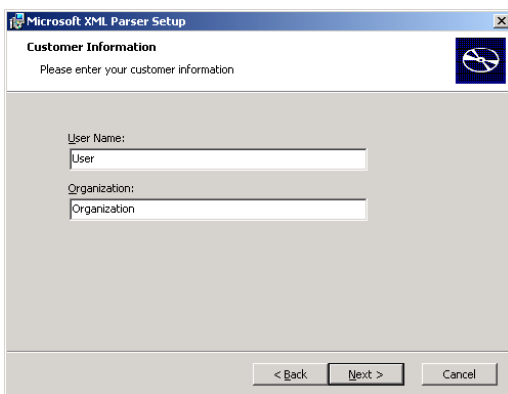 Microsoft XML Parser Setup
Customer Information
Please enter your customer information
User Name:
User
Organization:
Organization
< Back
Next >
Cancel